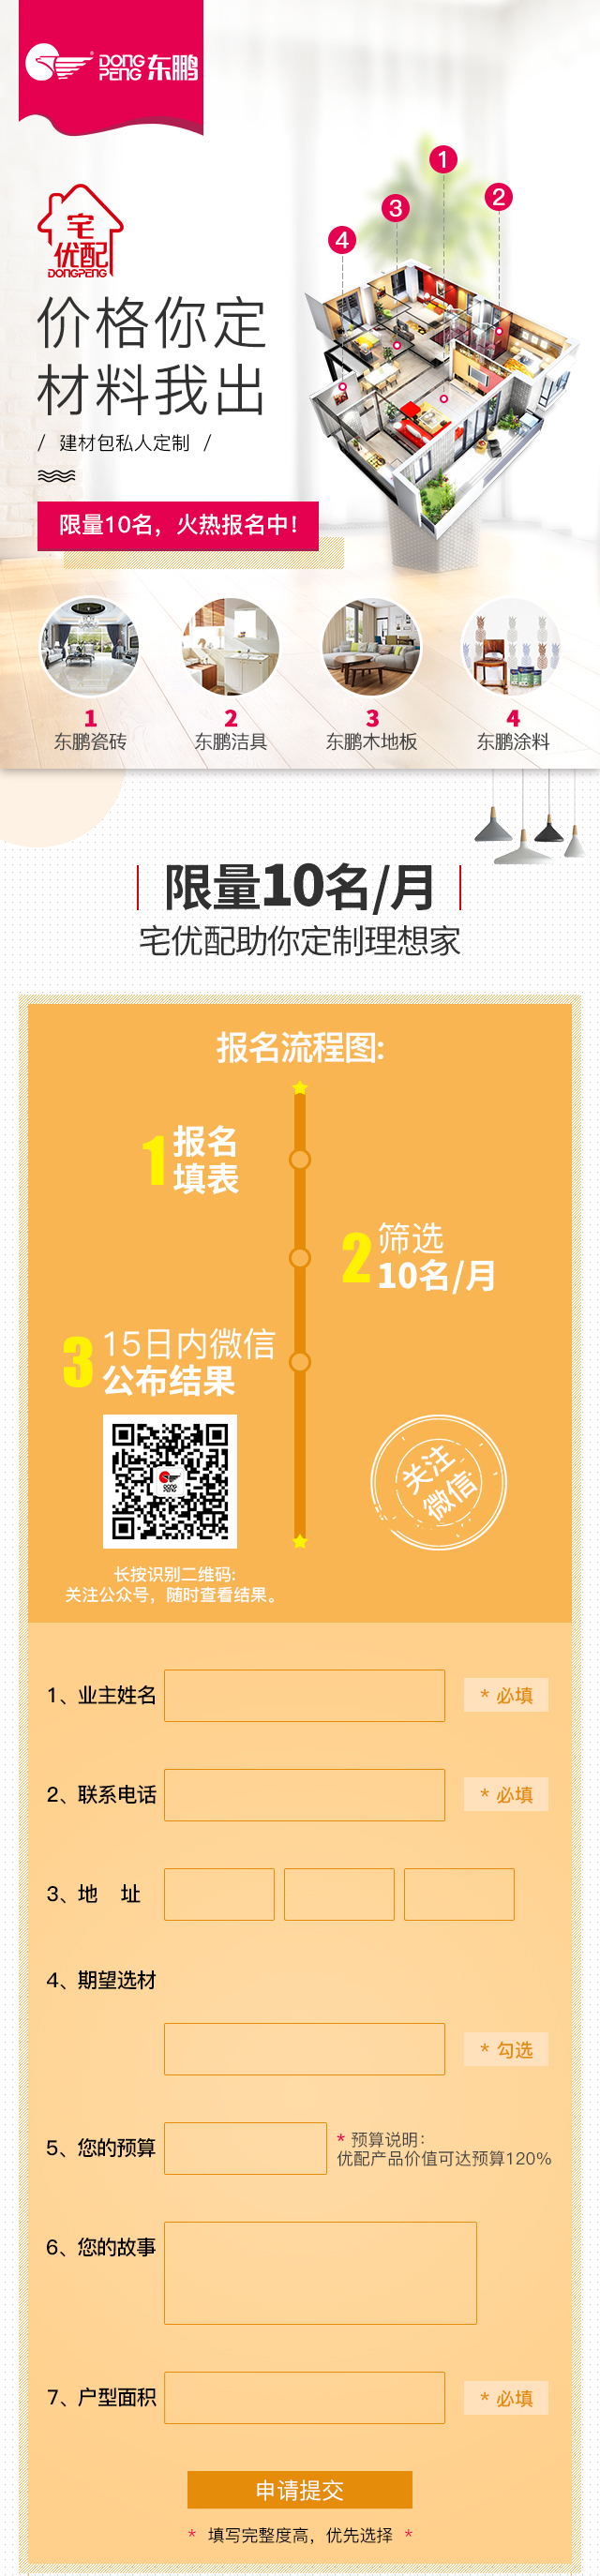 DONG
PENG 东鹏
®
1
2
3
4
宅
优配
DONGPENG
价格你定
材料我出
/ 建材包私人定制 /
限量10名，火热报名中！
1
东鹏瓷砖
2
东鹏洁具
3
东鹏木地板
4
东鹏涂料
限量10名/月
宅优配助你定制理想家
报名流程图:
1 报名
填表
2 筛选
10名/月
3 15日内微信
公布结果
DONG
PENG
关注
微信
长按识别二维码:
关注公众号，随时查看结果。
1、业主姓名
* 必填
2、联系电话
* 必填
3、地 址
4、期望选材
* 勾选
5、您的预算
* 预算说明：
优配产品价值可达预算120%
6、您的故事
7、户型面积
* 必填
申请提交
* 填写完整度高，优先选择 *